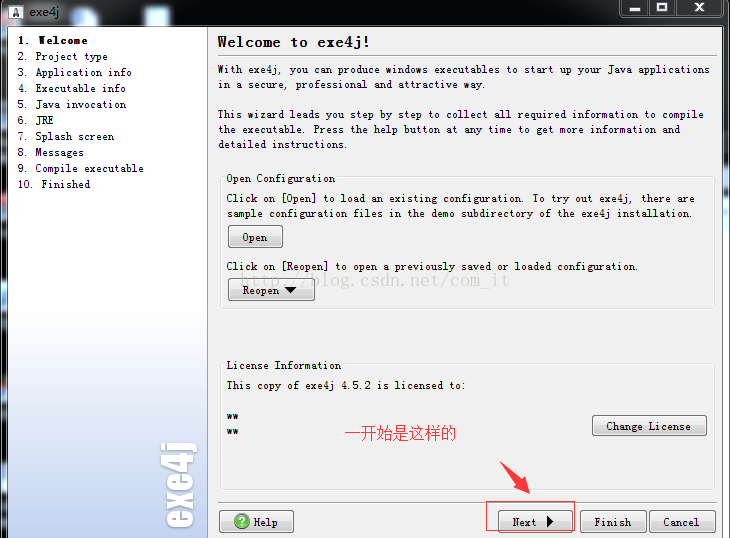 exe4j
1. Welcome
2. Project type
3. Application info
4. Executable info
5. Java invocation
6. JRE
7. Splash screen
8. Messages
9. Compile executable
10. Finished
exe4j
Welcome to exe4j!
With exe4j, you can produce windows executables to start up your Java applications
in a secure, professional and attractive way.
This wizard leads you step by step to collect all required information to compile
the executable. Press the help button at any time to get more information and
detailed instructions.
Open Configuration
Click on [Open] to load an existing configuration. To try out exe4j, there are
sample configuration files in the demo subdirectory of the exe4j installation.
Open
Click on [Reopen] to open a previously saved or loaded configuration.
http://blog.csdn.net/com_it
Reopen
License Information
This copy of exe4j 4.5.2 is licensed to:
ww
ww
一开始是这样的
Change License
Help
Next
Finish
Cancel